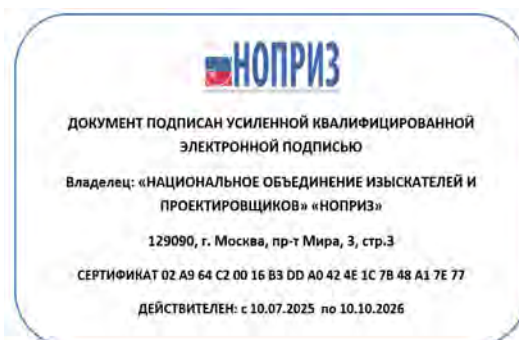 НОПРИЗ
ДОКУМЕНТ ПОДПИСАН УСИЛЕННОЙ КВАЛИФИЦИРОВАННОЙ
ЭЛЕКТРОННОЙ ПОДПИСЬЮ
Владелец: «НАЦИОНАЛЬНОЕ ОБЪЕДИНЕНИЕ ИЗЫСКАТЕЛЕЙ И
ПРОЕКТИРОВЩИКОВ» «НОПРИЗ»
129090, г. Москва, пр-т Мира, 3, стр.3
СЕРТИФИКАТ 02 A9 64 C2 00 16 B3 DD A0 42 4E 1C 7B 48 A1 7E 77
ДЕЙСТВИТЕЛЕН: с 10.07.2025 по 10.10.2026